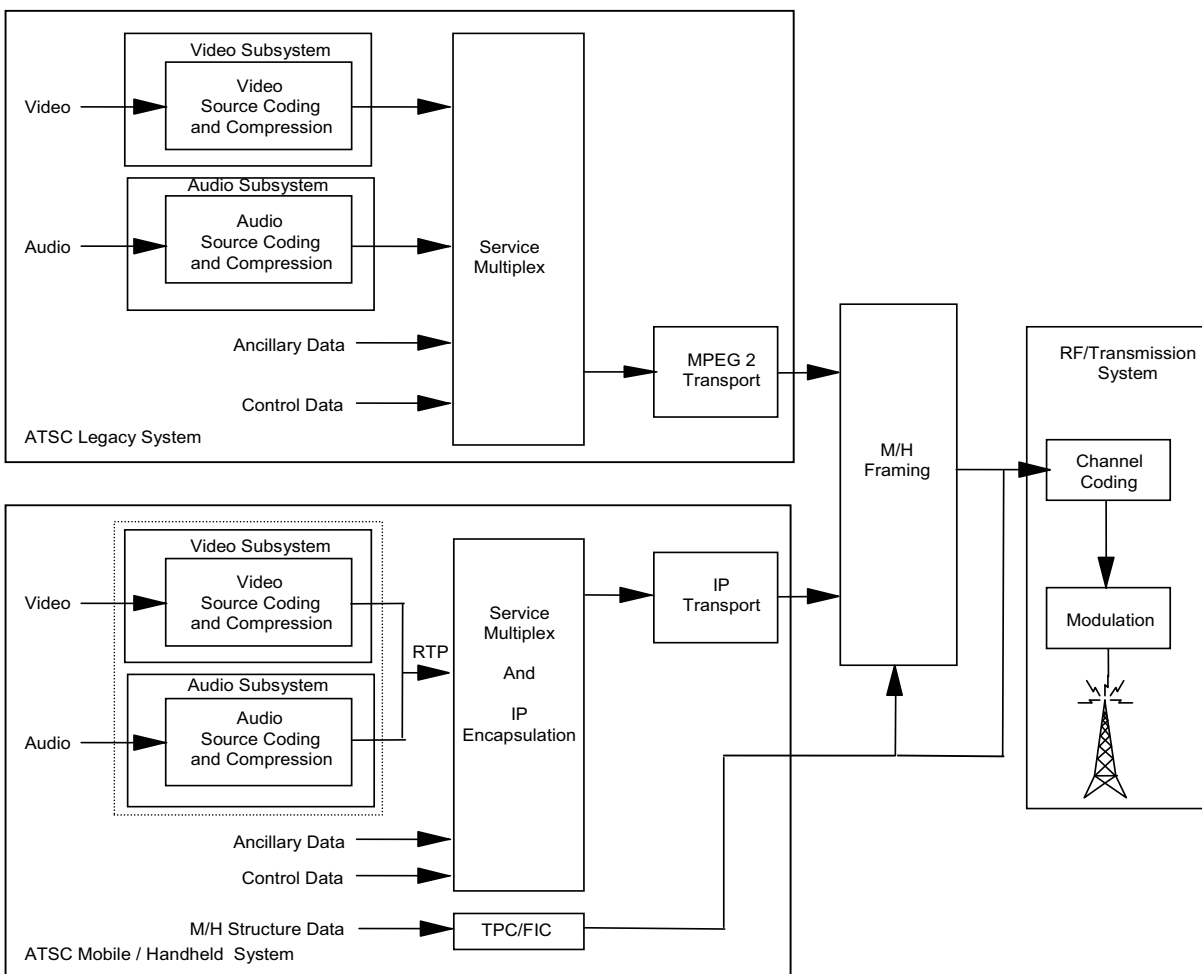 Video Subsystem
Video
Video
Source Coding
and Compression
Audio Subsystem
Audio
Audio
Source Coding
and Compression
Service
Multiplex
Ancillary Data
Control Data
MPEG 2
Transport
ATSC Legacy System
M/H
Framing
RF/Transmission
System
Channel
Coding
Modulation
Video Subsystem
Video
Video
Source Coding
and Compression
RTP
Audio Subsystem
Audio
Audio
Source Coding
and Compression
Service
Multiplex
And
IP
Encapsulation
IP
Transport
Ancillary Data
Control Data
M/H Structure Data
TPC/FIC
ATSC Mobile / Handheld System